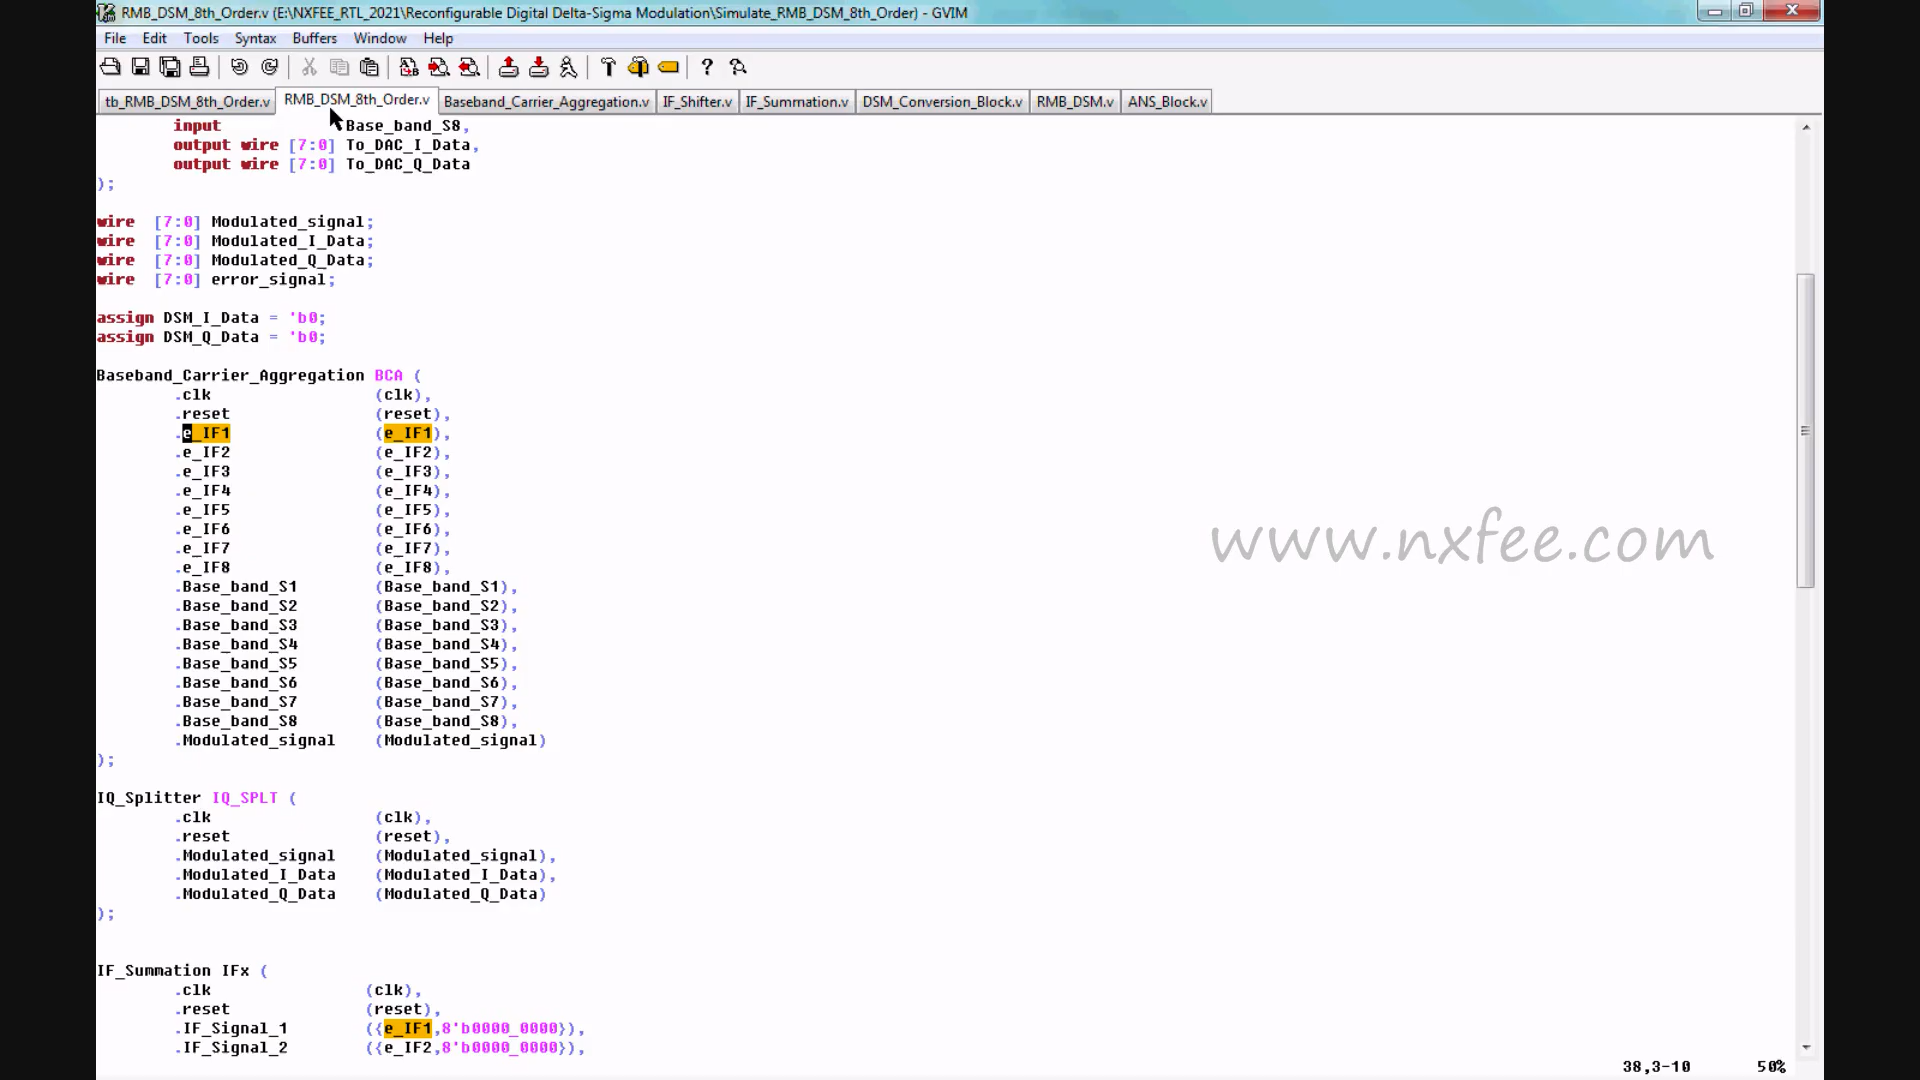 RMB_DSM_8th_Order.v (E:\NXFEE_RTL_2021\Reconfigurable Digital Delta-Sigma Modulation\Simulate_RMB_DSM_8th_Order) - GVIM
File Edit Tools Syntax Buffers Window Help
tb_RMB_DSM_8th_Order.v RMB_DSM_8th_Order.v Baseband_Carrier_Aggregation.v IF_Shifter.v IF_Summation.v DSM_Conversion_Block.v RMB_DSM.v ANS_Block.v
input Base_band_S8,
output wire [7:0] To_DAC_I_Data,
output wire [7:0] To_DAC_Q_Data
);
wire [7:0] Modulated_signal;
wire [7:0] Modulated_I_Data;
wire [7:0] Modulated_Q_Data;
wire [7:0] error_signal;
assign DSM_I_Data = 'b0;
assign DSM_Q_Data = 'b0;
Baseband_Carrier_Aggregation BCA (
.clk (clk),
.reset (reset),
.e_IF1 (e_IF1),
.e_IF2 (e_IF2),
.e_IF3 (e_IF3),
.e_IF4 (e_IF4),
.e_IF5 (e_IF5),
.e_IF6 (e_IF6),
.e_IF7 (e_IF7),
.e_IF8 (e_IF8),
.Base_band_S1 (Base_band_S1),
.Base_band_S2 (Base_band_S2),
.Base_band_S3 (Base_band_S3),
.Base_band_S4 (Base_band_S4),
.Base_band_S5 (Base_band_S5),
.Base_band_S6 (Base_band_S6),
.Base_band_S7 (Base_band_S7),
.Base_band_S8 (Base_band_S8),
.Modulated_signal (Modulated_signal)
);
IQ_Splitter IQ_SPLT (
.clk (clk),
.reset (reset),
.Modulated_signal (Modulated_signal),
.Modulated_I_Data (Modulated_I_Data),
.Modulated_Q_Data (Modulated_Q_Data)
);
IF_Summation IFx (
.clk (clk),
.reset (reset),
.IF_Signal_1 ({e_IF1,8'b0000_0000}),
.IF_Signal_2 ({e_IF2,8'b0000_0000}),
www.nxfee.com
38,3-10 50%